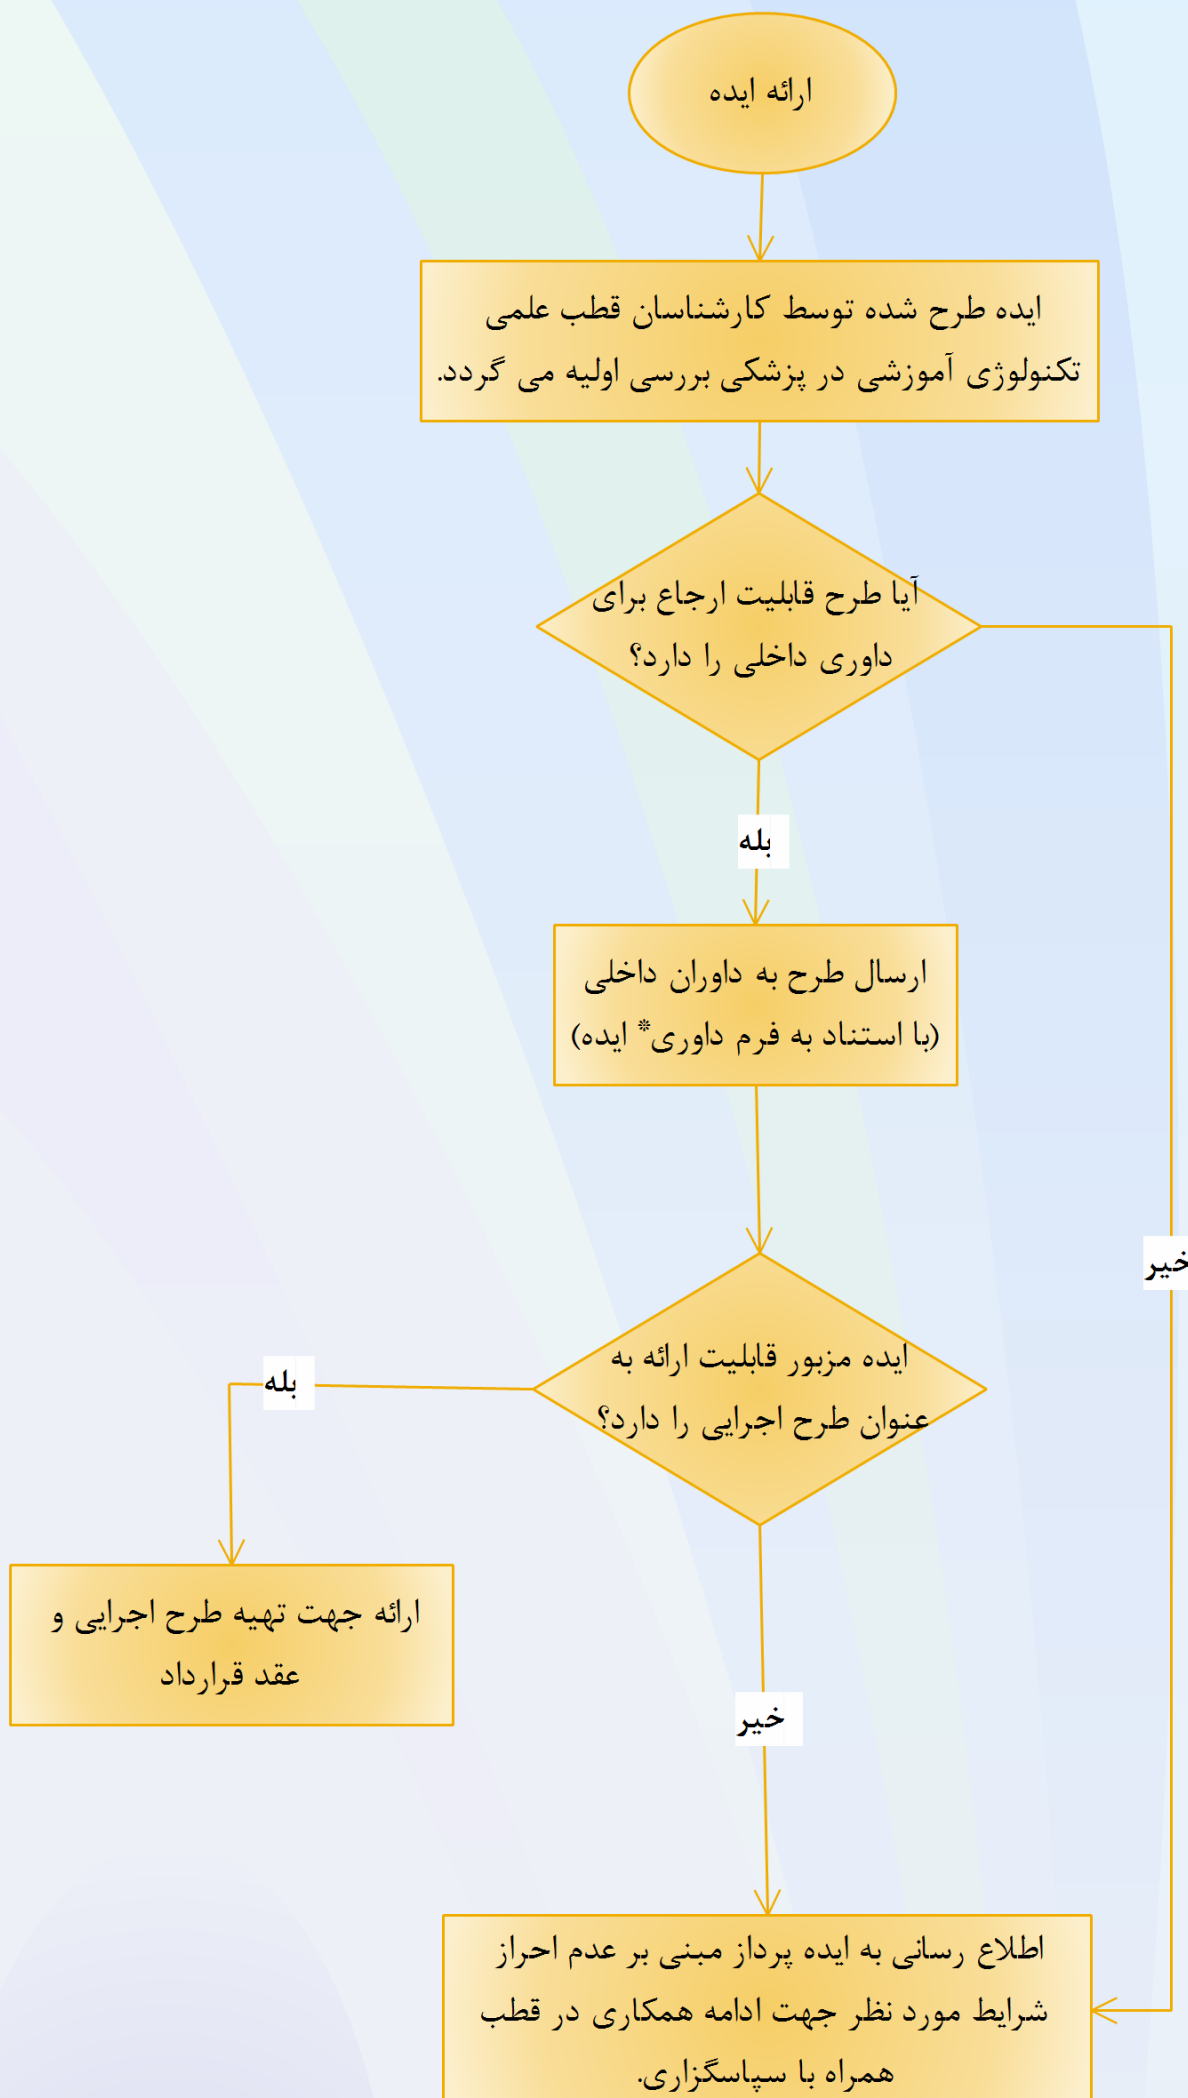 ارائه ایده
ایده طرح شده توسط کارشناسان قطب علمی
تکنولوژی آموزشی در پزشکی بررسی اولیه می گردد.
آیا طرح قابلیت ارجاع برای
داوری داخلی را دارد؟
بله
ارسال طرح به داوران داخلی
(با استناد به فرم داوری* ایده)
خیر
ایده مزبور قابلیت ارائه به
عنوان طرح اجرایی را دارد؟
بله
ارائه جهت تهیه طرح اجرایی و
عقد قرارداد
خیر
اطلاع رسانی به ایده پرداز مبنی بر عدم احراز
شرایط مورد نظر جهت ادامه همکاری در قطب
همراه با سپاسگزاری.